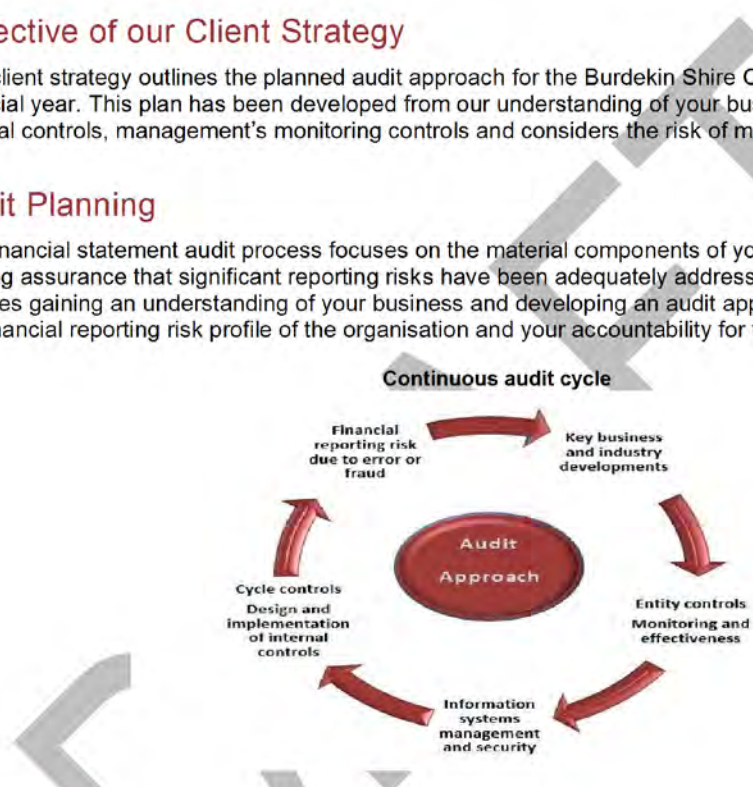 ective of our Client Strategy
client strategy outlines the planned audit approach for the Burdekin Shire C
cial year. This plan has been developed from our understanding of your bu
al controls, management's monitoring controls and considers the risk of m
it Planning
inancial statement audit process focuses on the material components of yo
ng assurance that significant reporting risks have been adequately address
es gaining an understanding of your business and developing an audit app
nancial reporting risk profile of the organisation and your accountability for
Continuous audit cycle
Financial
reporting risk
due to error or
fraud
Key business
and industry
developments
Audit
Approach
Entity controls
Monitoring and
effectiveness
Information
systems
management
and security
Cycle controls
Design and
implementation
of internal
controls